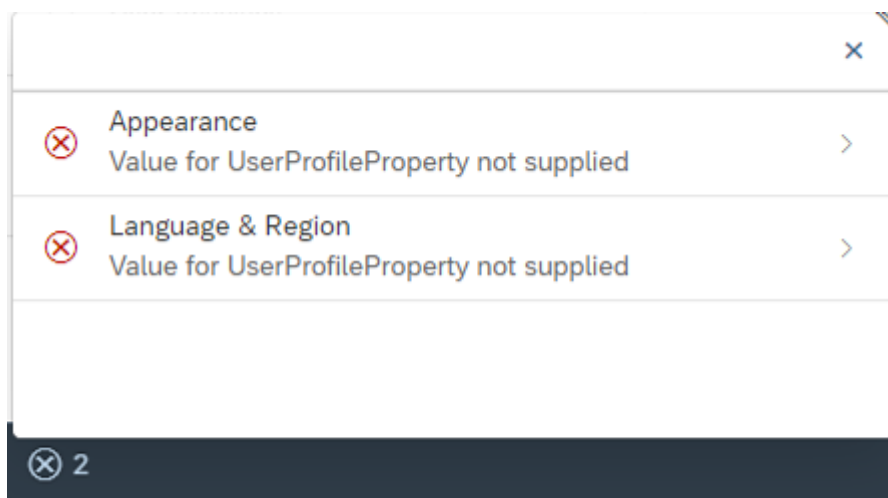 Appearance
Value for UserProfileProperty not supplied
Language & Region
Value for UserProfileProperty not supplied
2